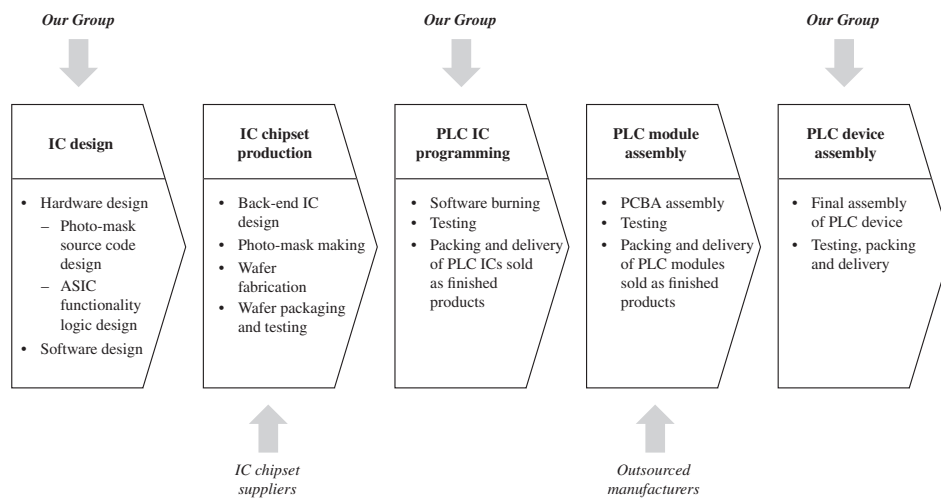 Our Group
Our Group
Our Group
IC design
• Hardware design
– Photo-mask
source code
design
– ASIC
functionality
logic design
• Software design
IC chipset
production
• Back-end IC
design
• Photo-mask making
• Wafer
fabrication
• Wafer packaging
and testing
PLC IC
programming
• Software burning
• Testing
• Packing and delivery
of PLC ICs sold
as finished
products
PLC module
assembly
• PCBA assembly
• Testing
• Packing and delivery
of PLC modules
sold as finished
products
PLC device
assembly
• Final assembly
of PLC device
• Testing, packing
and delivery
IC chipset
suppliers
Outsourced
manufacturers